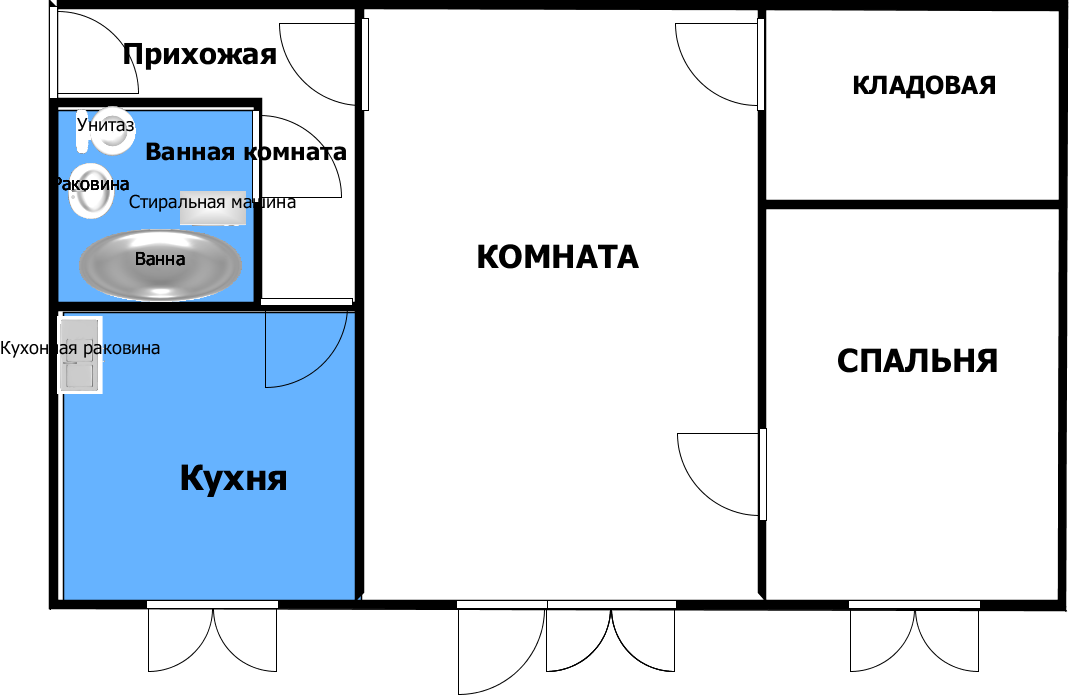 Прихожая
КЛАДОВАЯ
Унитаз
Ванная комната
Раковина
Стиральная машина
Ванна
КОМНАТА
Кухонная раковина
СПАЛЬНЯ
Кухня